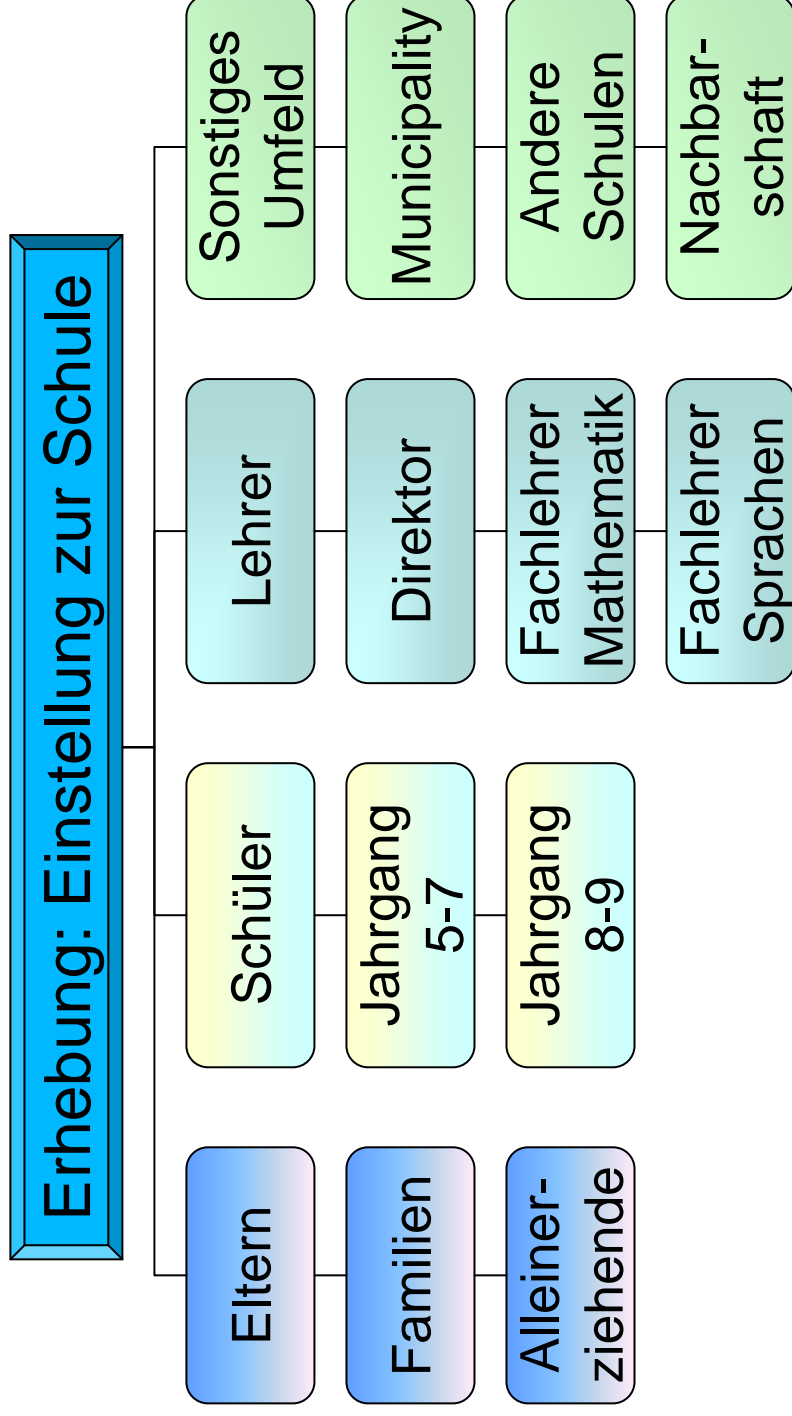 Erhebung: Einstellung zur Schule
Eltern
Familien
Alleiner-
ziehende
Schüler
Jahrgang
5-7
Jahrgang
8-9
Lehrer
Direktor
Fachlehrer
Mathematik
Fachlehrer
Sprachen
Sonstiges
Umfeld
Municipality
Andere
Schulen
Nachbar-
schaft